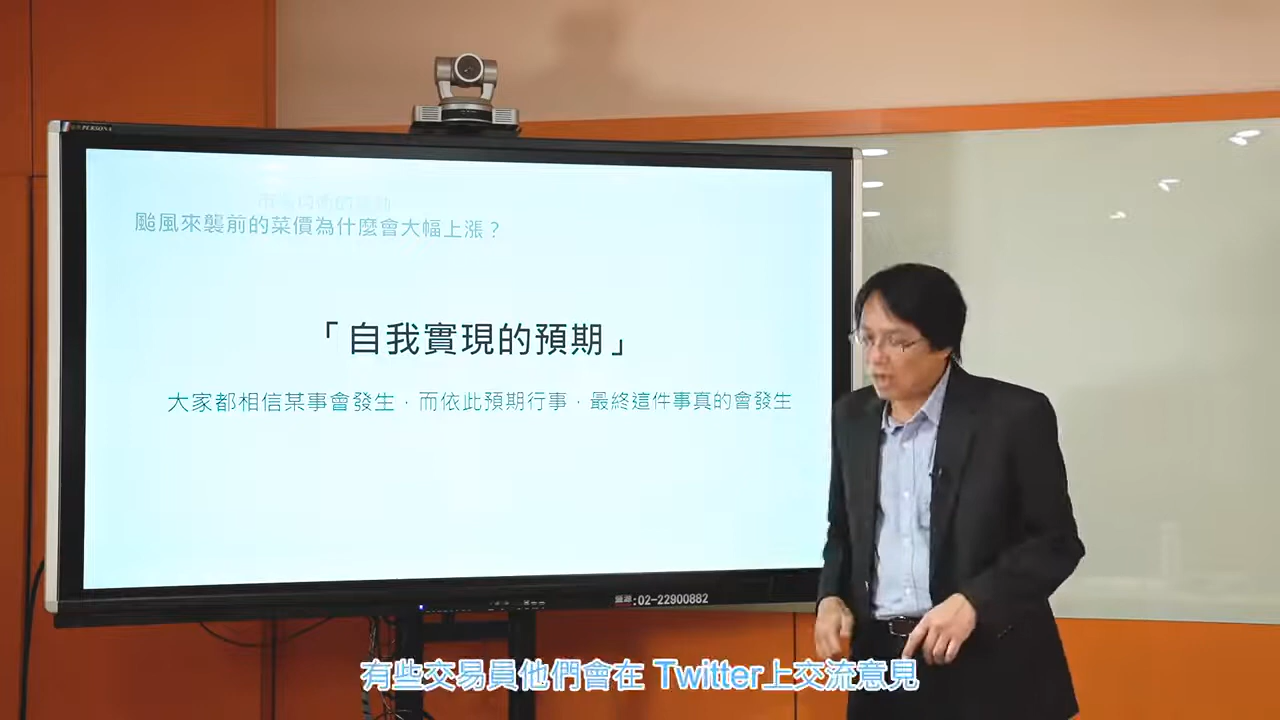 PERSONA
颱風來襲前的菜價為什麼會大幅上漲？
「自我實現的預期」
大家都相信某事會發生，而依此預期行事，最終這件事真的會發生
:02-22900882
有些交易員他們會在 Twitter上交流意見